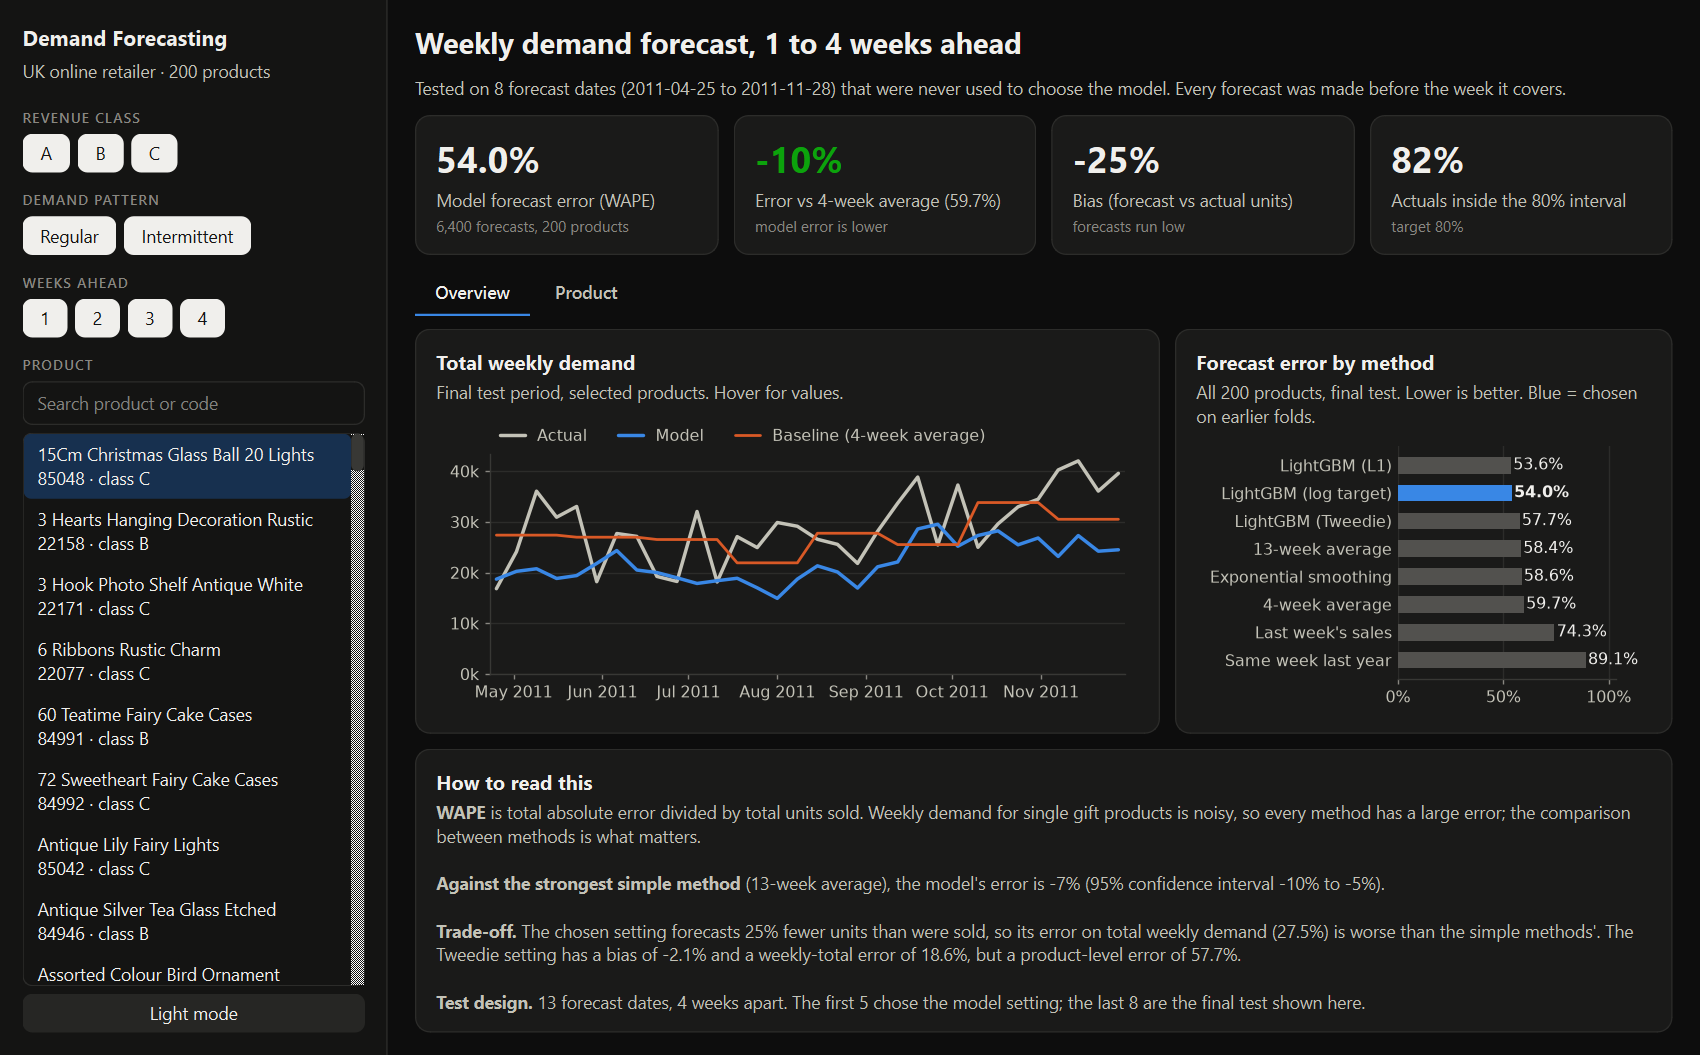 Demand Forecasting
UK online retailer · 200 products
REVENUE CLASS
A B C
DEMAND PATTERN
Regular Intermittent
WEEKS AHEAD
1 2 3 4
PRODUCT
Search product or code
15Cm Christmas Glass Ball 20 Lights
85048 · class C
3 Hearts Hanging Decoration Rustic
22158 · class B
3 Hook Photo Shelf Antique White
22171 · class C
6 Ribbons Rustic Charm
22077 · class C
60 Teatime Fairy Cake Cases
84991 · class B
72 Sweetheart Fairy Cake Cases
84992 · class C
Antique Lily Fairy Lights
85042 · class C
Antique Silver Tea Glass Etched
84946 · class B
Assorted Colour Bird Ornament
Light mode
Weekly demand forecast, 1 to 4 weeks ahead
Tested on 8 forecast dates (2011-04-25 to 2011-11-28) that were never used to choose the model. Every forecast was made before the week it covers.
54.0%
Model forecast error (WAPE)
6,400 forecasts, 200 products
-10%
Error vs 4-week average (59.7%)
model error is lower
-25%
Bias (forecast vs actual units)
forecasts run low
82%
Actuals inside the 80% interval
target 80%
Overview Product
Total weekly demand
Final test period, selected products. Hover for values.
Actual Model Baseline (4-week average)
40k
30k
20k
10k
0k
May 2011 Jun 2011 Jul 2011 Aug 2011 Sep 2011 Oct 2011 Nov 2011
Forecast error by method
All 200 products, final test. Lower is better. Blue = chosen
on earlier folds.
LightGBM (L1) 53.6%
LightGBM (log target) 54.0%
LightGBM (Tweedie) 57.7%
13-week average 58.4%
Exponential smoothing 58.6%
4-week average 59.7%
Last week's sales 74.3%
Same week last year 89.1%
0% 50% 100%
How to read this
WAPE is total absolute error divided by total units sold. Weekly demand for single gift products is noisy, so every method has a large error; the comparison
between methods is what matters.
Against the strongest simple method (13-week average), the model's error is -7% (95% confidence interval -10% to -5%).
Trade-off. The chosen setting forecasts 25% fewer units than were sold, so its error on total weekly demand (27.5%) is worse than the simple methods'. The
Tweedie setting has a bias of -2.1% and a weekly-total error of 18.6%, but a product-level error of 57.7%.
Test design. 13 forecast dates, 4 weeks apart. The first 5 chose the model setting; the last 8 are the final test shown here.